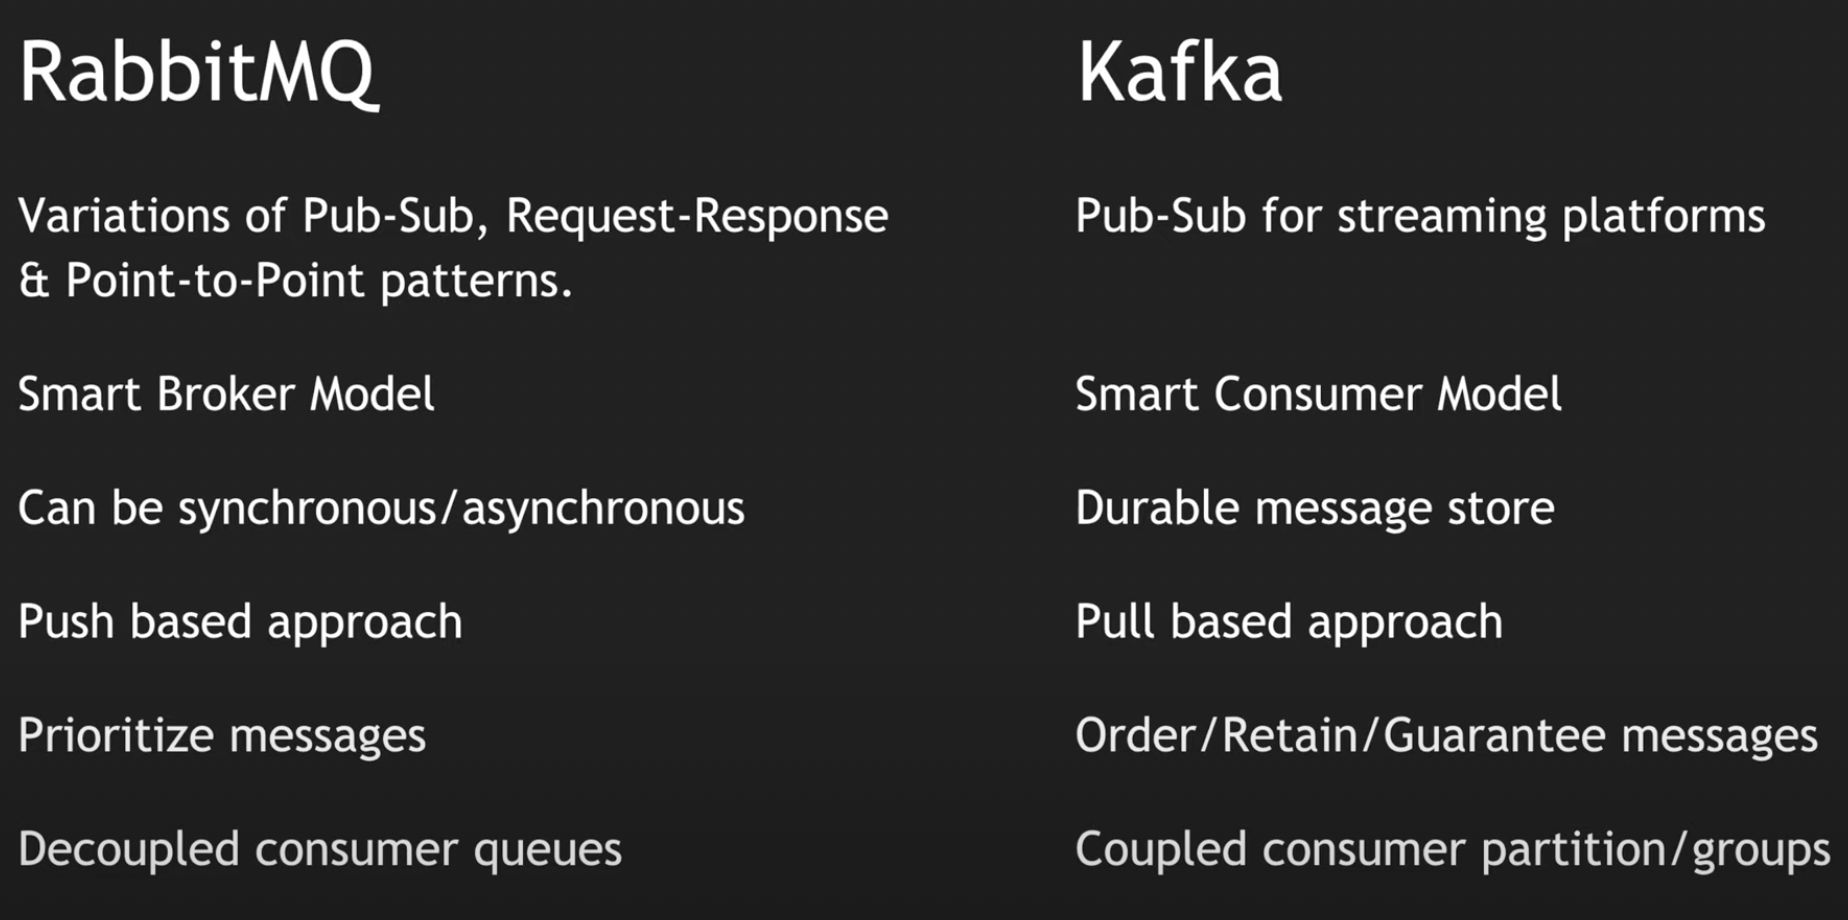 RabbitMQ
Variations of Pub-Sub, Request-Response
& Point-to-Point patterns.
Smart Broker Model
Can be synchronous/asynchronous
Push based approach
Prioritize messages
Decoupled consumer queues
Kafka
Pub-Sub for streaming platforms
Smart Consumer Model
Durable message store
Pull based approach
Order/Retain/Guarantee messages
Coupled consumer partition/groups